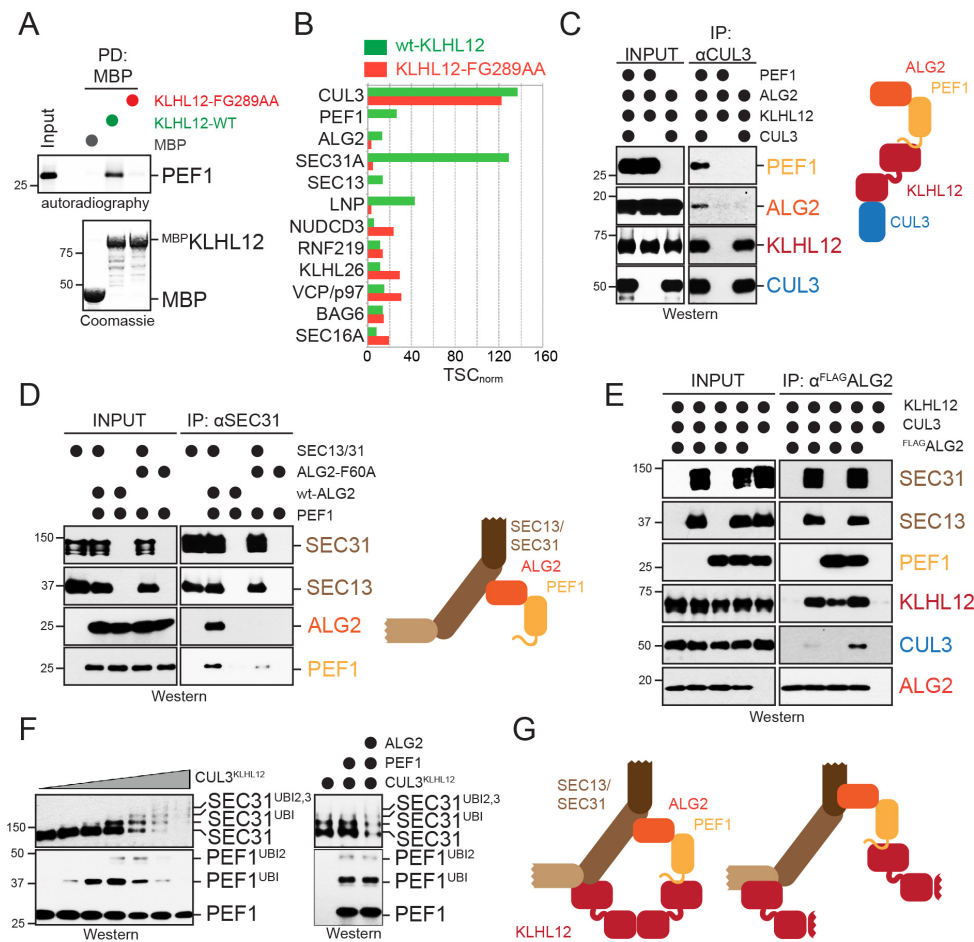 A
PD:
MBP
Input
KLHL12-FG289AA
KLHL12-WT
MBP
25
PEF1
autoradiography
75
MBPKLHL12
50
MBP
Coomassie
B
wt-KLHL12
KLHL12-FG289AA
CUL3
PEF1
ALG2
SEC31A
SEC13
LNP
NUDCD3
RNF219
KLHL26
VCP/p97
BAG6
SEC16A
0 40 80 120 160
TSCnorm
C
IP:
INPUT αCUL3
PEF1
ALG2
KLHL12
CUL3
25
PEF1
20
ALG2
75
KLHL12
50
CUL3
Western
ALG2
PEF1
KLHL12
CUL3
D
INPUT IP: αSEC31
SEC13/31
ALG2-F60A
wt-ALG2
PEF1
150
SEC31
37
SEC13
25
ALG2
25
PEF1
Western
SEC13/
SEC31
ALG2
PEF1
E
INPUT IP: αFLAGALG2
KLHL12
CUL3
FLAGALG2
150
SEC31
37
SEC13
25
PEF1
75
KLHL12
50
CUL3
20
ALG2
Western
F
CUL3KLHL12
SEC31UBI2,3
SEC31UBI
150
SEC31
50
PEF1UBI2
37
PEF1UBI
25
PEF1
Western
ALG2
PEF1
CUL3KLHL12
SEC31UBI2,3
SEC31UBI
SEC31
PEF1UBI2
PEF1UBI
PEF1
Western
G
SEC13/
SEC31
ALG2
PEF1
KLHL12